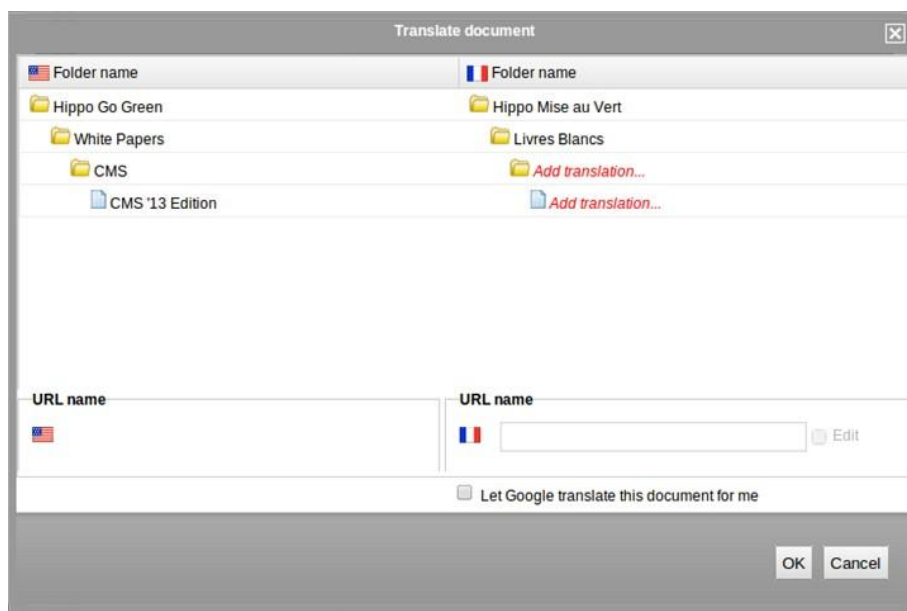 Translate document
Folder name Folder name
Hippo Go Green Hippo Mise au Vert
White Papers Livres Blancs
CMS Add translation...
CMS '13 Edition Add translation...
URL name URL name
Edit
Let Google translate this document for me
OK Cancel